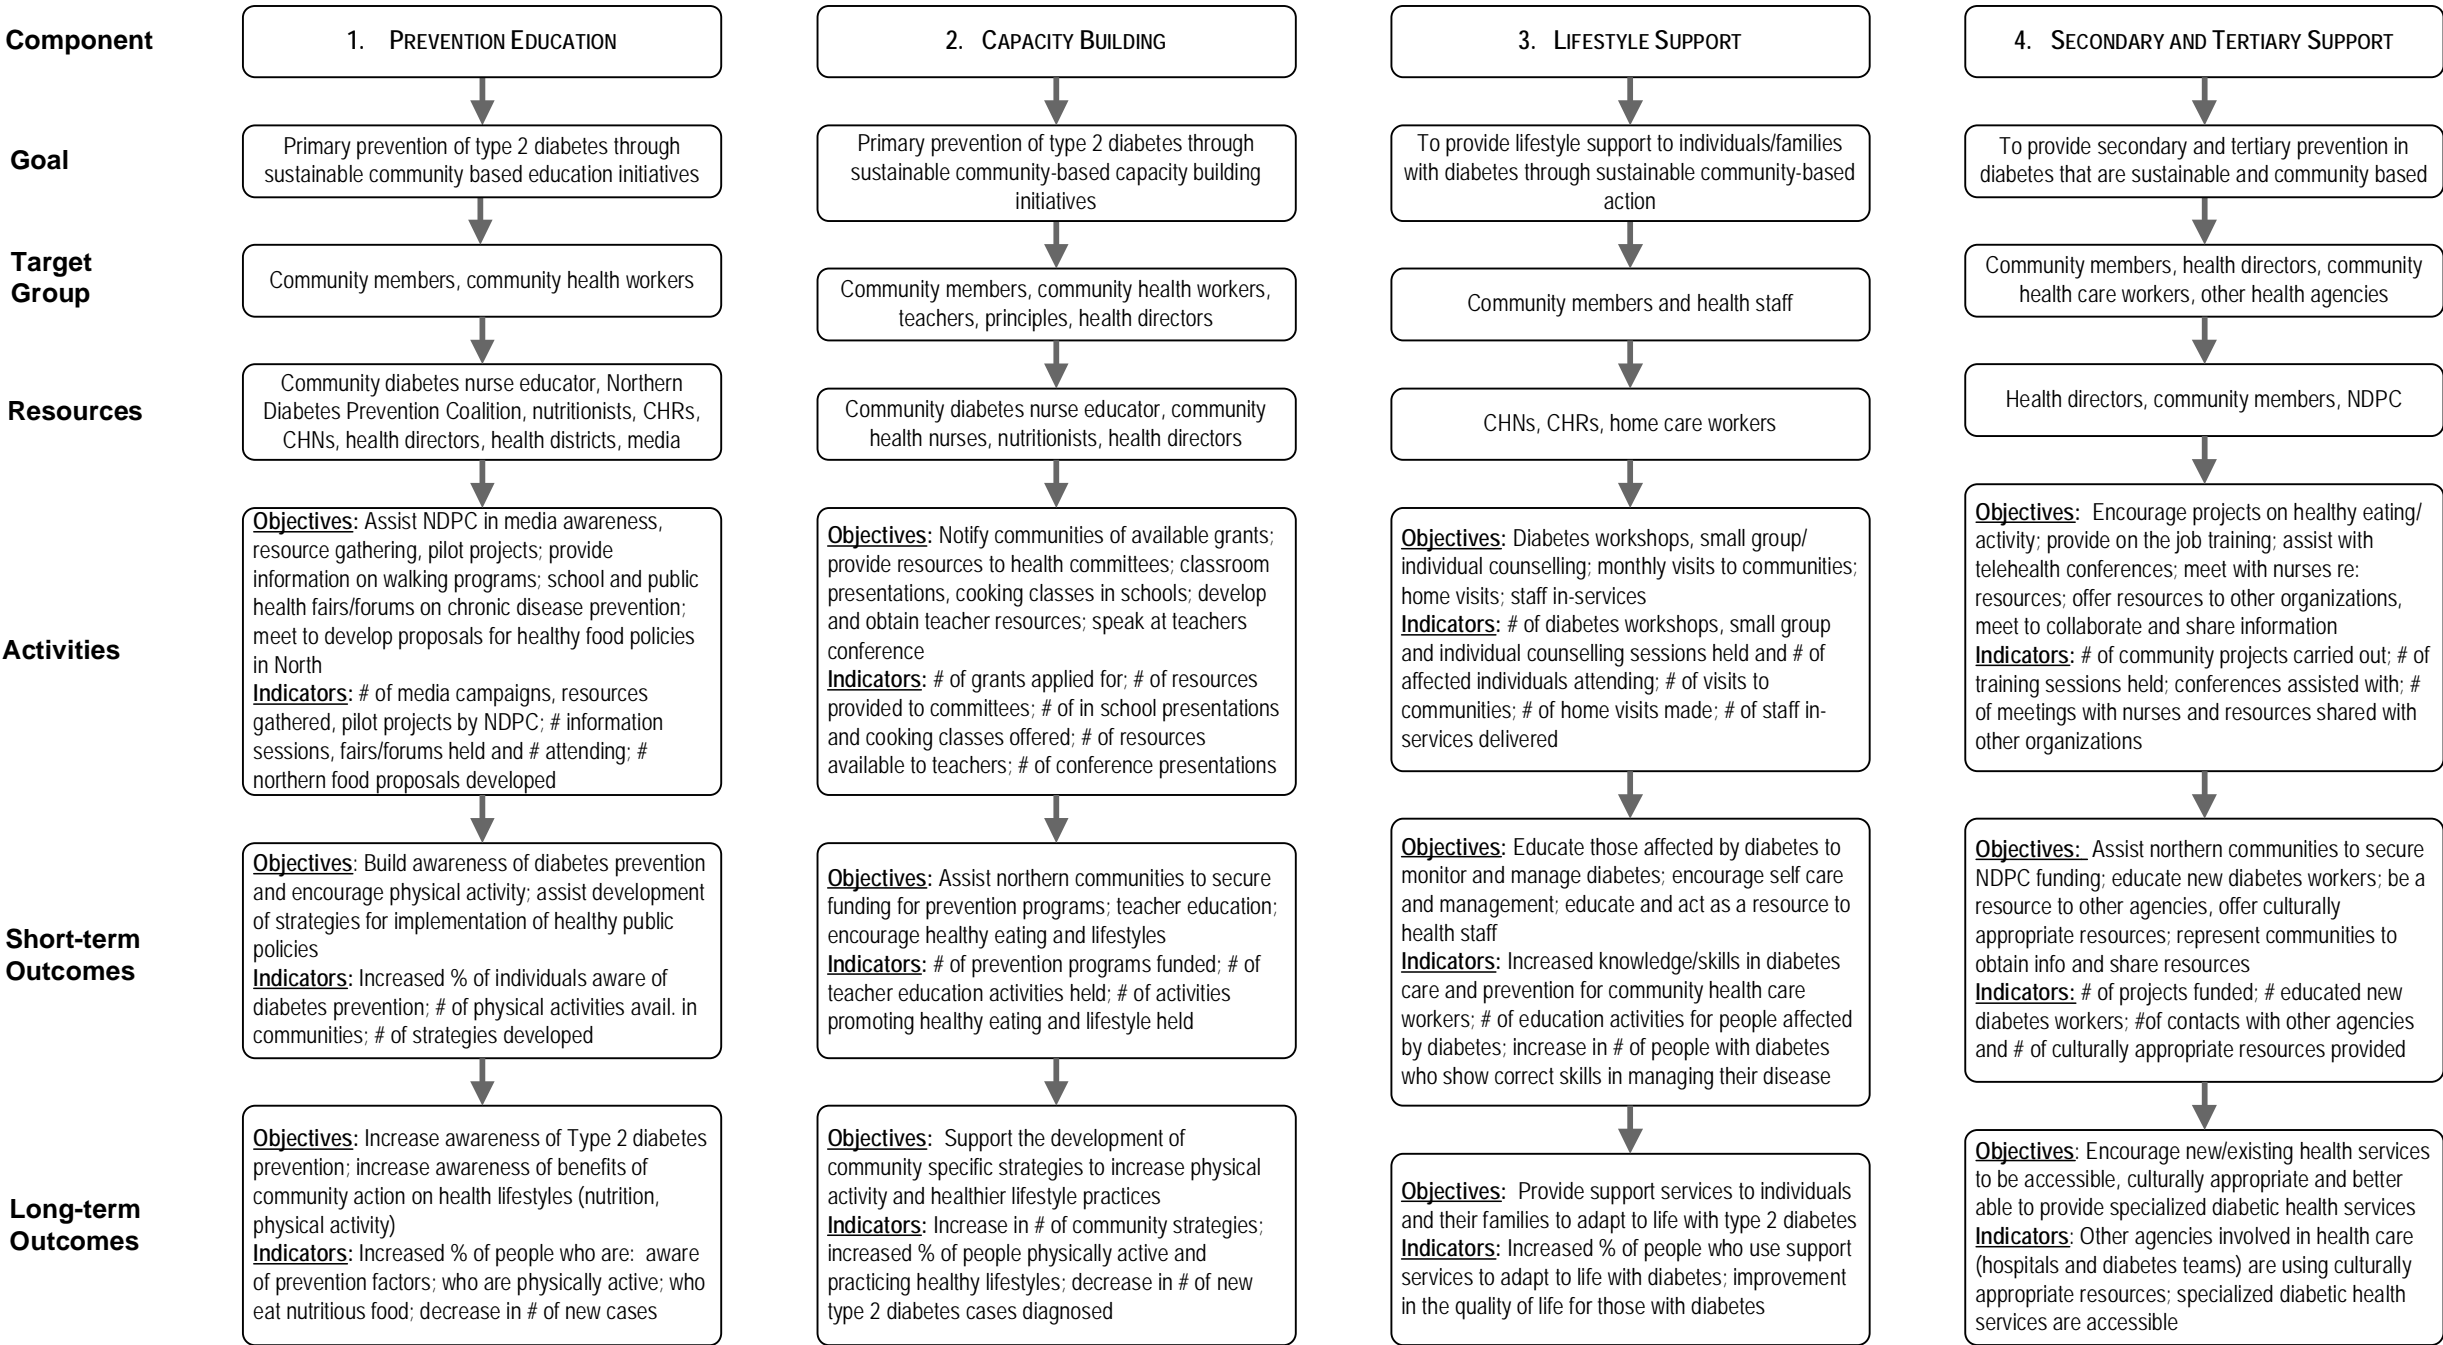 Component
1. PREVENTION EDUCATION
2. CAPACITY BUILDING
3. LIFESTYLE SUPPORT
4. SECONDARY AND TERTIARY SUPPORT
Goal
Primary prevention of type 2 diabetes through
sustainable community based education initiatives
Primary prevention of type 2 diabetes through
sustainable community-based capacity building
initiatives
To provide lifestyle support to individuals/families
with diabetes through sustainable community-based
action
To provide secondary and tertiary prevention in
diabetes that are sustainable and community based
Target
Group
Community members, community health workers
Community members, community health workers,
teachers, principles, health directors
Community members and health staff
Community members, health directors, community
health care workers, other health agencies
Resources
Community diabetes nurse educator, Northern
Diabetes Prevention Coalition, nutritionists, CHRs,
CHNs, health directors, health districts, media
Community diabetes nurse educator, community
health nurses, nutritionists, health directors
CHNs, CHRs, home care workers
Health directors, community members, NDPC
Activities
Objectives: Assist NDPC in media awareness,
resource gathering, pilot projects; provide
information on walking programs; school and public
health fairs/forums on chronic disease prevention;
meet to develop proposals for healthy food policies
in North
Indicators: # of media campaigns, resources
gathered, pilot projects by NDPC; # information
sessions, fairs/forums held and # attending; #
northern food proposals developed
Objectives: Notify communities of available grants;
provide resources to health committees; classroom
presentations, cooking classes in schools; develop
and obtain teacher resources; speak at teachers
conference
Indicators: # of grants applied for; # of resources
provided to committees; # of in school presentations
and cooking classes offered; # of resources
available to teachers; # of conference presentations
Objectives: Diabetes workshops, small group/
individual counselling; monthly visits to communities;
home visits; staff in-services
Indicators: # of diabetes workshops, small group
and individual counselling sessions held and # of
affected individuals attending; # of visits to
communities; # of home visits made; # of staff in-
services delivered
Objectives: Encourage projects on healthy eating/
activity; provide on the job training; assist with
telehealth conferences; meet with nurses re:
resources; offer resources to other organizations,
meet to collaborate and share information
Indicators: # of community projects carried out; # of
training sessions held; conferences assisted with; #
of meetings with nurses and resources shared with
other organizations
Short-term
Outcomes
Objectives: Build awareness of diabetes prevention
and encourage physical activity; assist development
of strategies for implementation of healthy public
policies
Indicators: Increased % of individuals aware of
diabetes prevention; # of physical activities avail. in
communities; # of strategies developed
Objectives: Assist northern communities to secure
funding for prevention programs; teacher education;
encourage healthy eating and lifestyles
Indicators: # of prevention programs funded; # of
teacher education activities held; # of activities
promoting healthy eating and lifestyle held
Objectives: Educate those affected by diabetes to
monitor and manage diabetes; encourage self care
and management; educate and act as a resource to
health staff
Indicators: Increased knowledge/skills in diabetes
care and prevention for community health care
workers; # of education activities for people affected
by diabetes; increase in # of people with diabetes
who show correct skills in managing their disease
Objectives: Assist northern communities to secure
NDPC funding; educate new diabetes workers; be a
resource to other agencies, offer culturally
appropriate resources; represent communities to
obtain info and share resources
Indicators: # of projects funded; # educated new
diabetes workers; #of contacts with other agencies
and # of culturally appropriate resources provided
Long-term
Outcomes
Objectives: Increase awareness of Type 2 diabetes
prevention; increase awareness of benefits of
community action on health lifestyles (nutrition,
physical activity)
Indicators: Increased % of people who are: aware
of prevention factors; who are physically active; who
eat nutritious food; decrease in # of new cases
Objectives: Support the development of
community specific strategies to increase physical
activity and healthier lifestyle practices
Indicators: Increase in # of community strategies;
increased % of people physically active and
practicing healthy lifestyles; decrease in # of new
type 2 diabetes cases diagnosed
Objectives: Provide support services to individuals
and their families to adapt to life with type 2 diabetes
Indicators: Increased % of people who use support
services to adapt to life with diabetes; improvement
in the quality of life for those with diabetes
Objectives: Encourage new/existing health services
to be accessible, culturally appropriate and better
able to provide specialized diabetic health services
Indicators: Other agencies involved in health care
(hospitals and diabetes teams) are using culturally
appropriate resources; specialized diabetic health
services are accessible